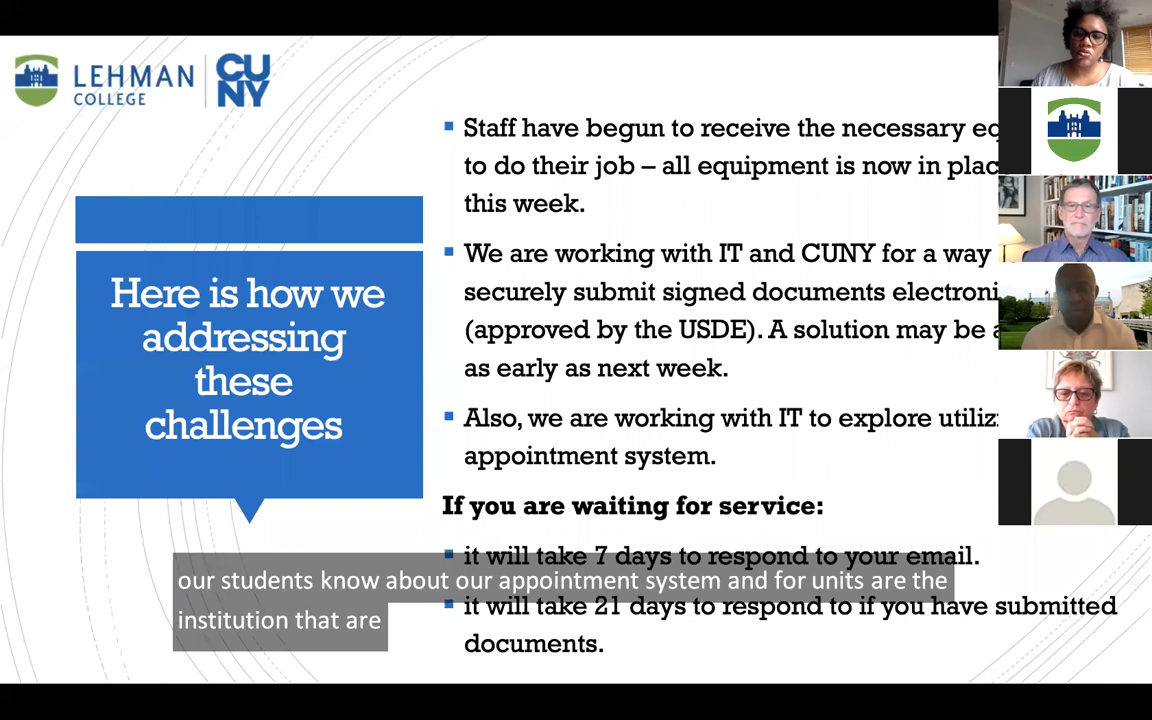 LEHMAN
COLLEGE
CU
NY
Here is how we
addressing
these
challenges
Staff have begun to receive the necessary
to do their job – all equipment is now in
this week.
We are working with IT and CUNY for a way
securely submit signed documents
(approved by the USDE). A solution may be
as early as next week.
Also, we are working with IT to explore
appointment system.
If you are waiting for service:
it will take 7 days to respond to your email.
our students know about our appointment system and for units are the
it will take 21 days to respond to if you have submitted
institution that are
documents.